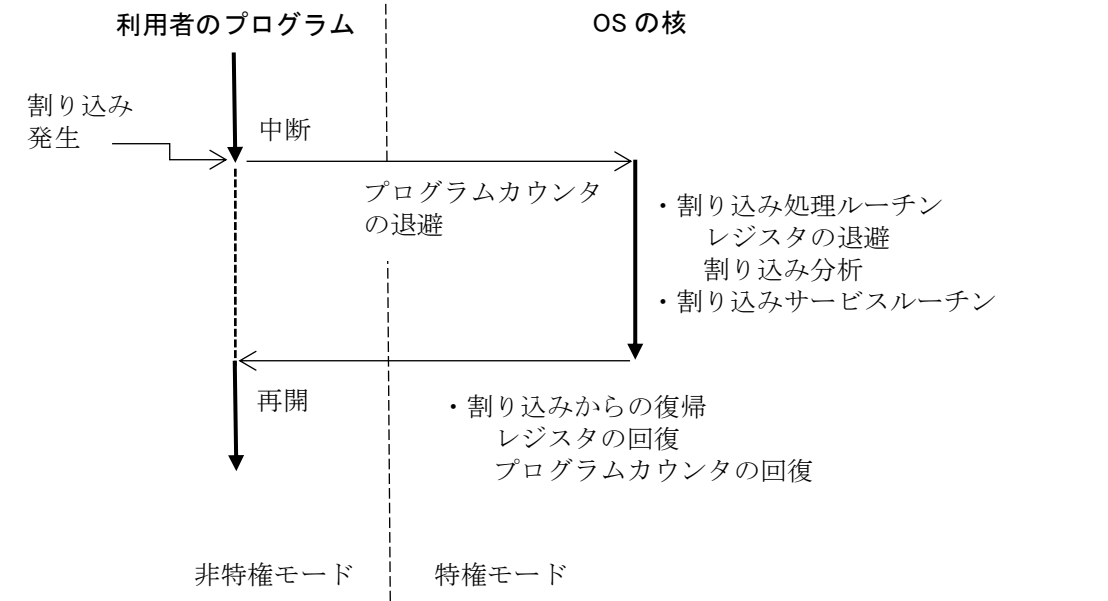 利用者のプログラム
OS の核
割り込み
発生
中断
プログラムカウンタ
の退避
・割り込み処理ルーチン
レジスタの退避
割り込み分析
・割り込みサービスルーチン
再開
・割り込みからの復帰
レジスタの回復
プログラムカウンタの回復
非特権モード
特権モード